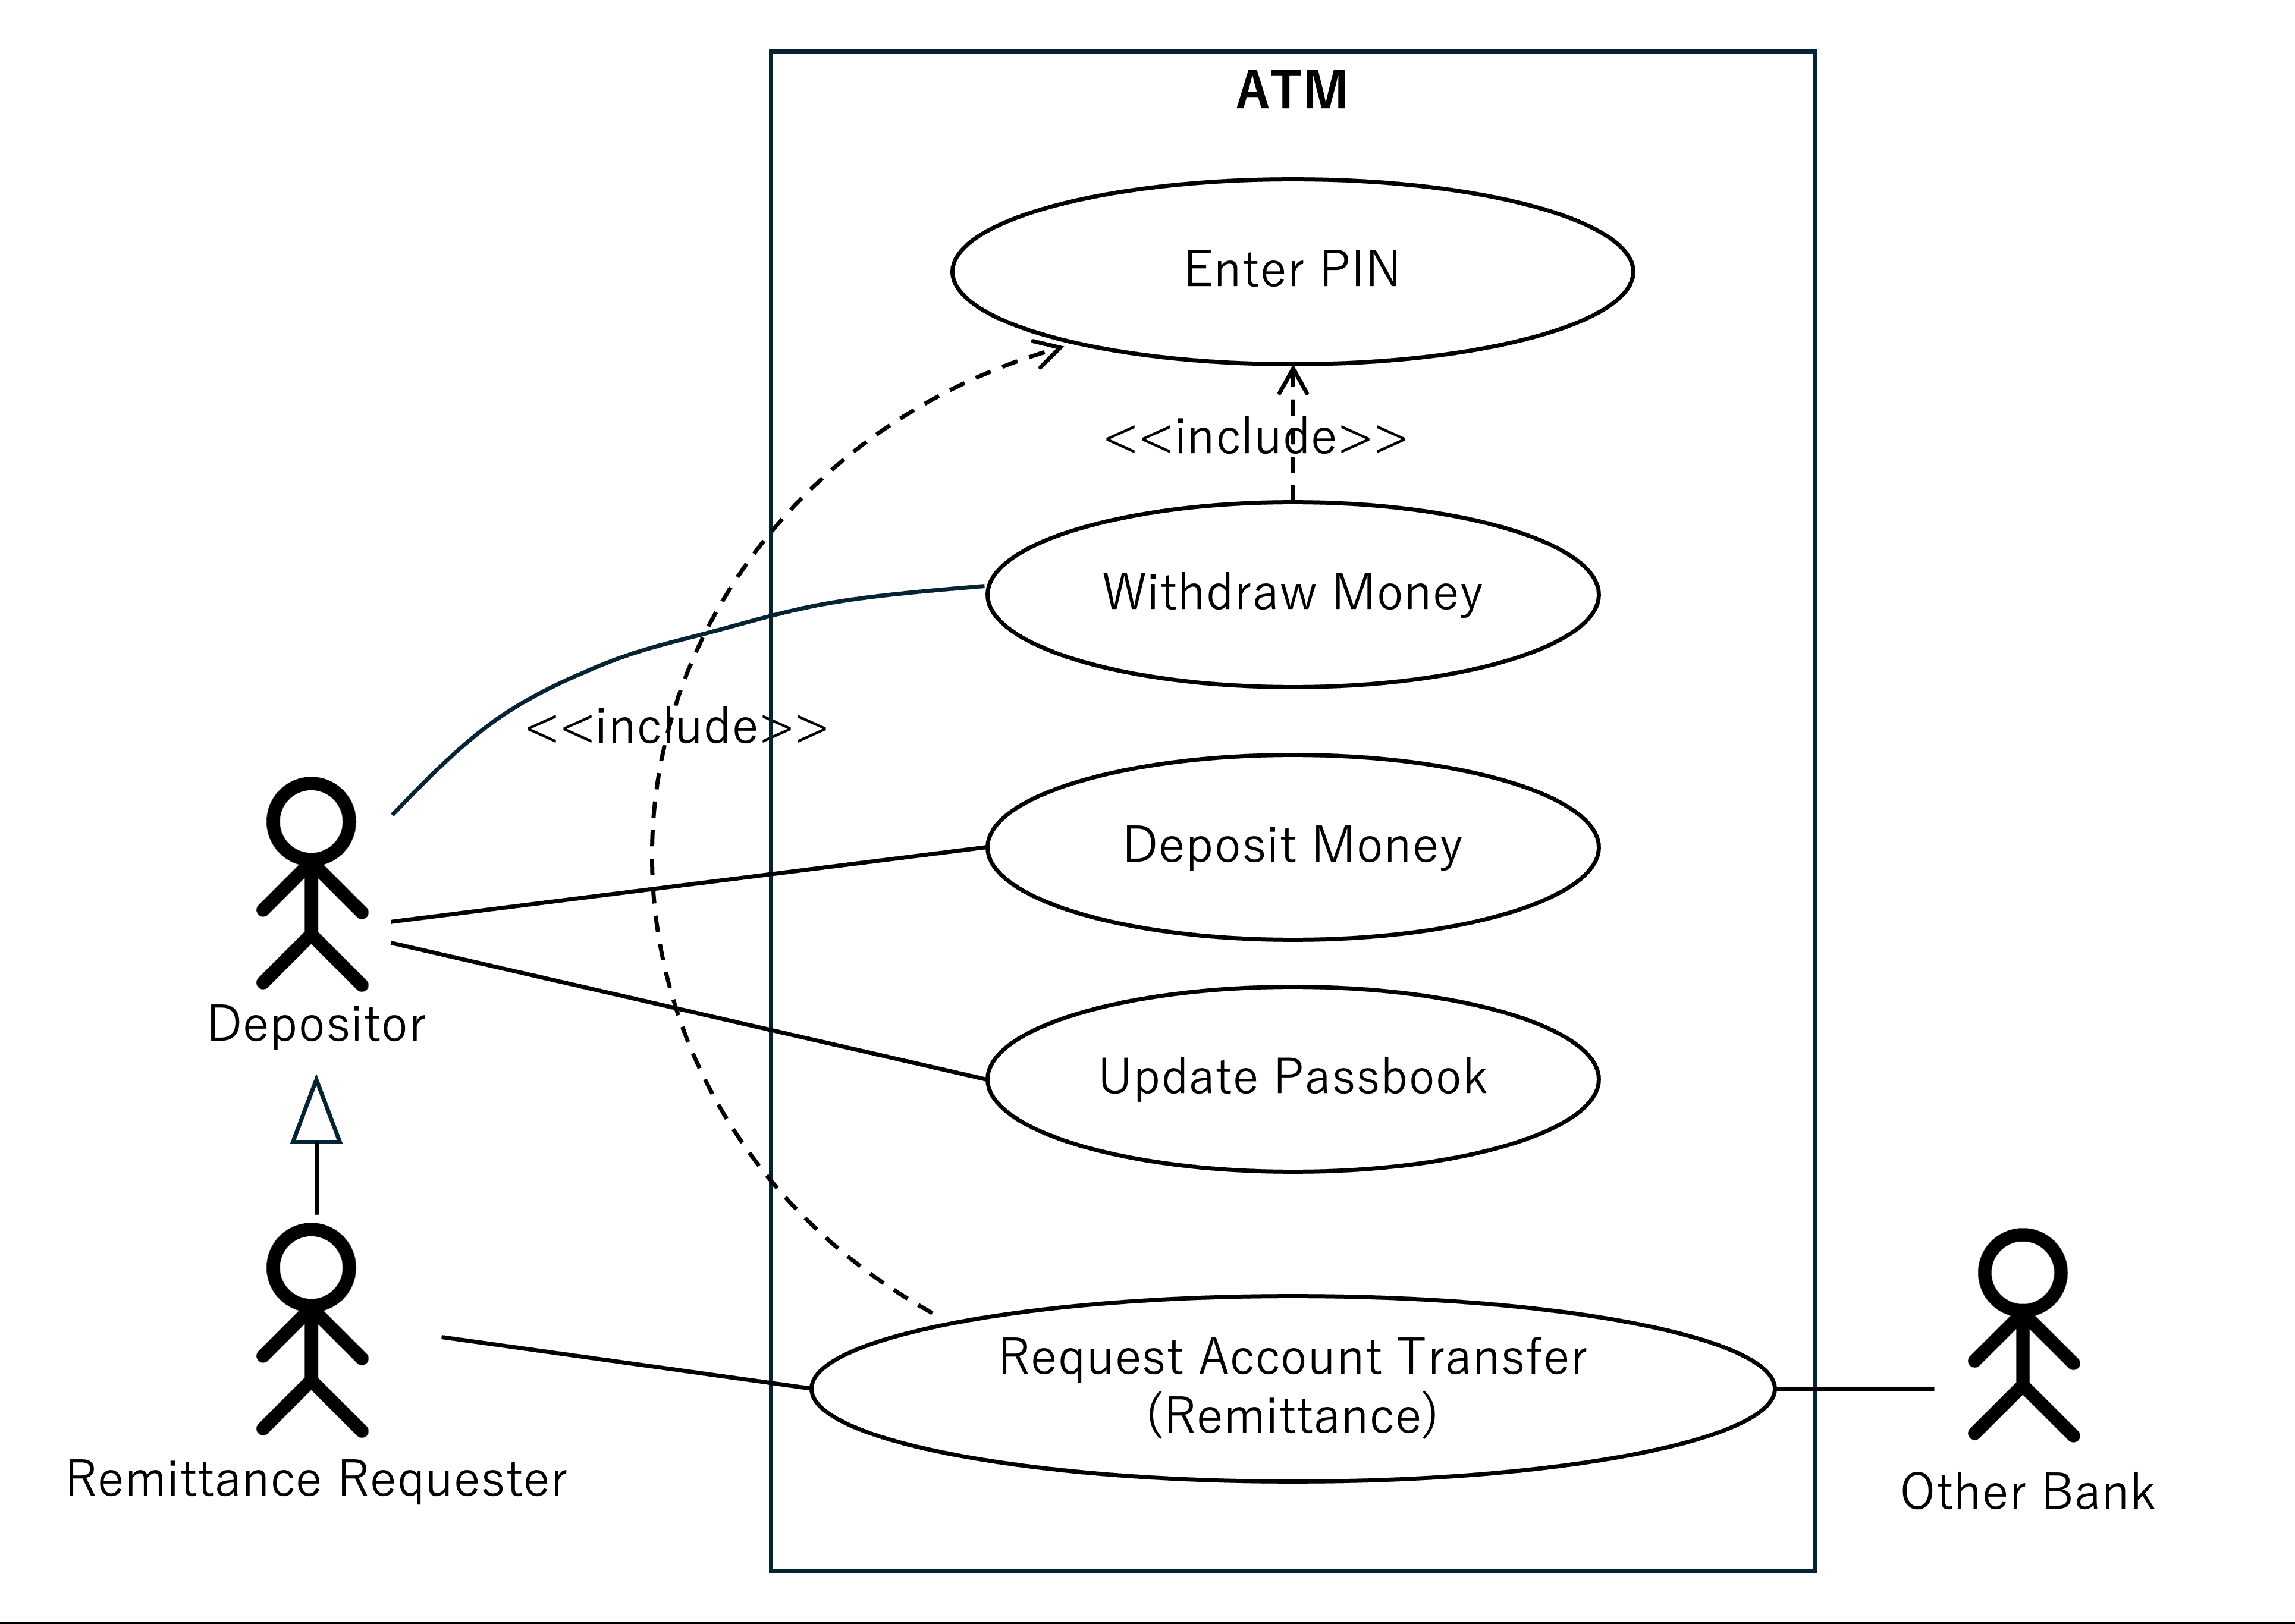 ATM
Enter PIN
<<include>>
Withdraw Money
<<include>>
Deposit Money
Depositor
Update Passbook
Request Account Transfer
(Remittance)
Remittance Requester
Other Bank